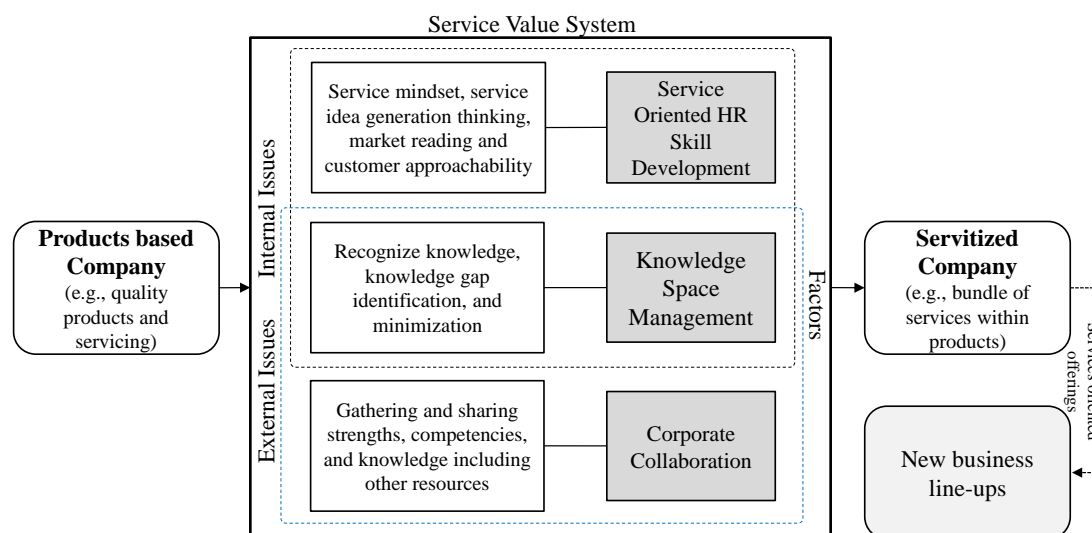 Service Value System
Internal Issues
External Issues
Products based
Company
(e.g., quality
products and
servicing)
Service mindset, service
idea generation thinking,
market reading and
customer approachability
Service
Oriented HR
Skill
Development
Recognize knowledge,
knowledge gap
identification, and
minimization
Knowledge
Space
Management
Gathering and sharing
strengths, competencies,
and knowledge including
other resources
Corporate
Collaboration
Factors
Servitized
Company
(e.g., bundle of
services within
products)
offerings
New business
line-ups